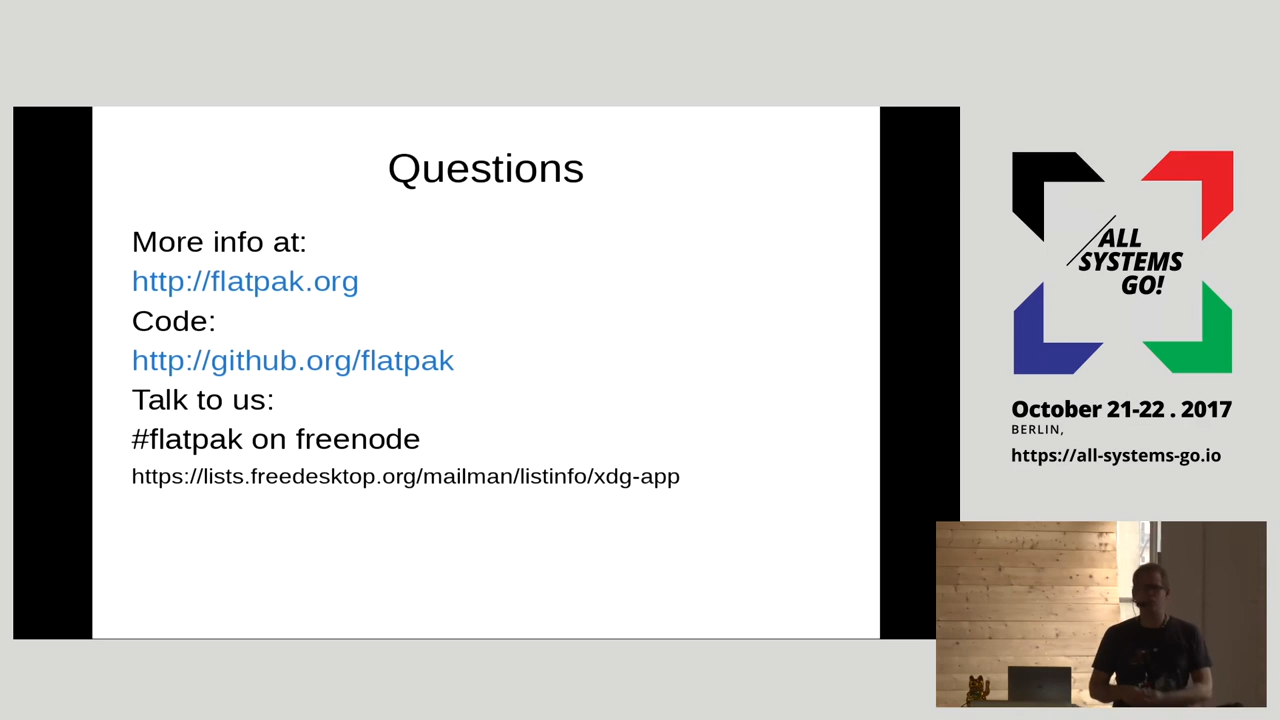 Questions
More info at:
http://flatpak.org
Code:
http://github.org/flatpak
Talk to us:
#flatpak on freenode
https://lists.freedesktop.org/mailman/listinfo/xdg-app
ALL
SYSTEMS
GO!
October 21-22 . 2017
BERLIN,
https://all-systems-go.io